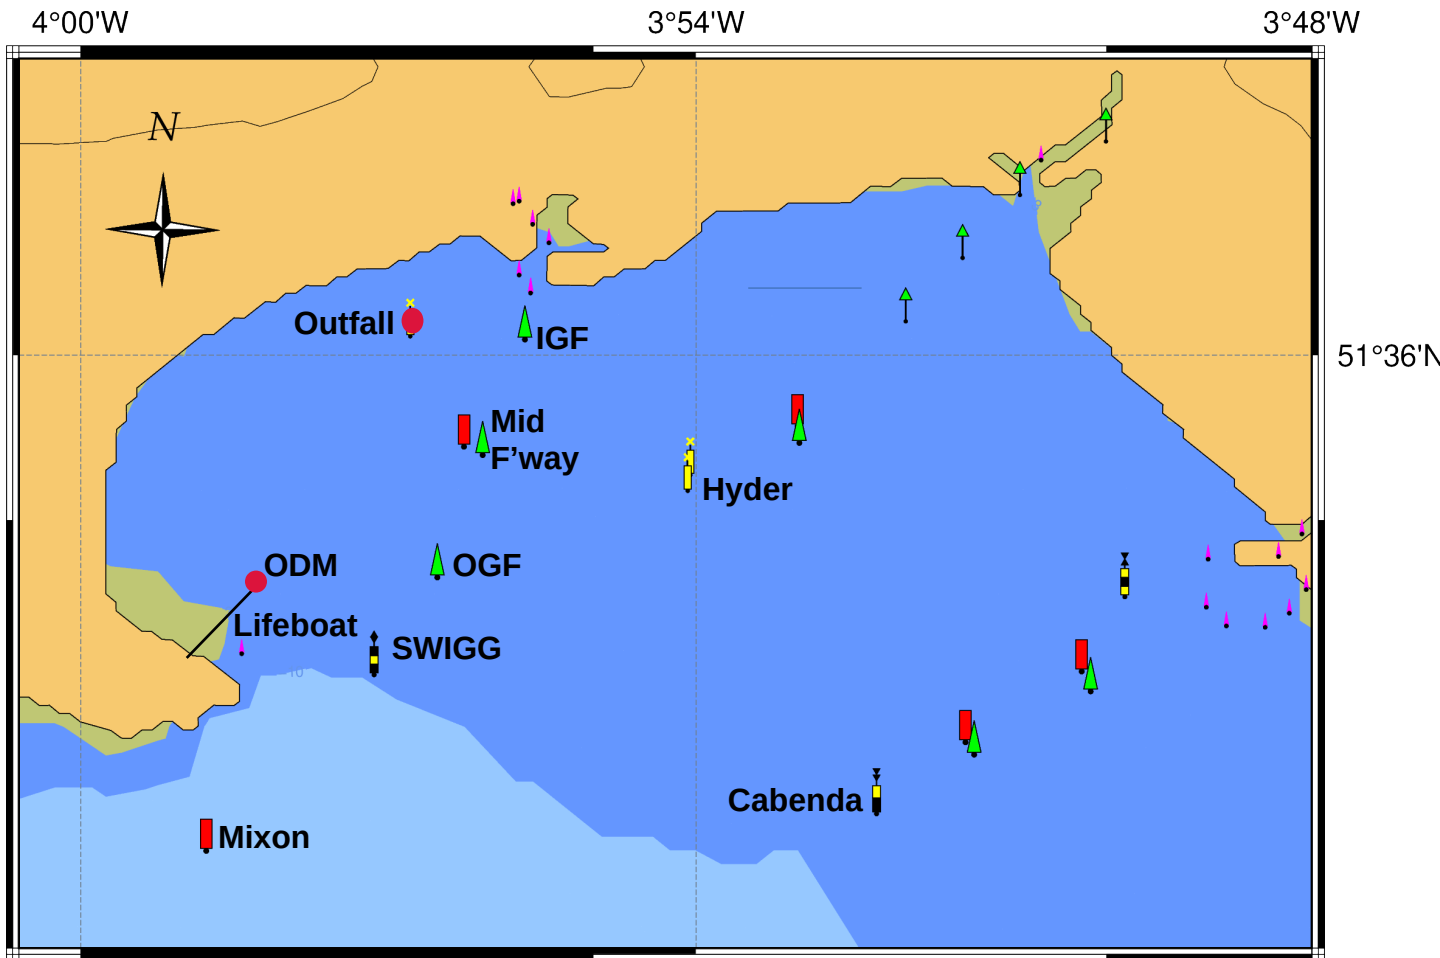 4°00'W 3°54'W 3°48'W
N
Outfall
IGF
51°36'N
Mid
F’way
Hyder
ODM
OGF
Lifeboat
SWIGG
Cabenda
Mixon